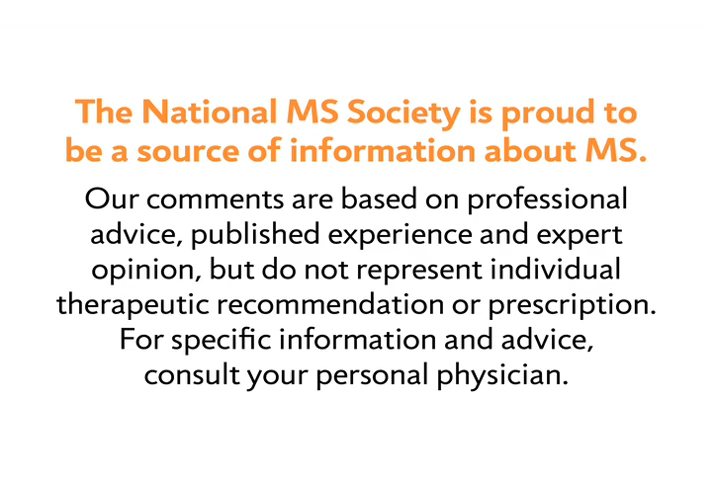 The National MS Society is proud to
be a source of information about MS.
Our comments are based on professional
advice, published experience and expert
opinion, but do not represent individual
therapeutic recommendation or prescription.
For specific information and advice,
consult your personal physician.